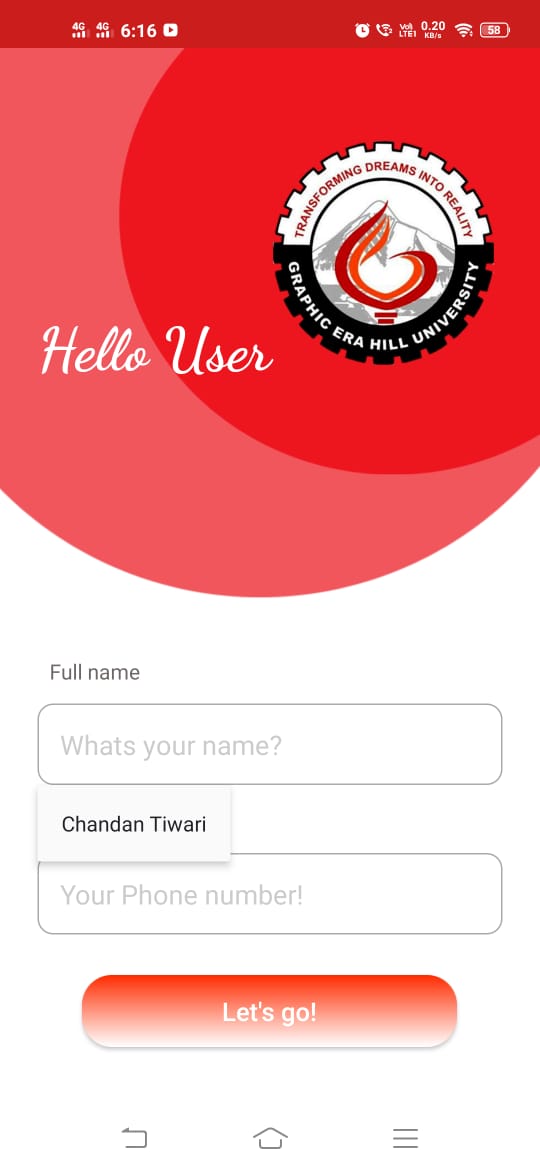 4G 4G 6:16 Vo) LTE1 0.20 KB/s 58
TRANSFORMING DREAMS INTO REALITY
GRAPHIC ERA HILL UNIVERSITY
Hello User
Full name
Whats your name?
Chandan Tiwari
Your Phone number!
Let's go!